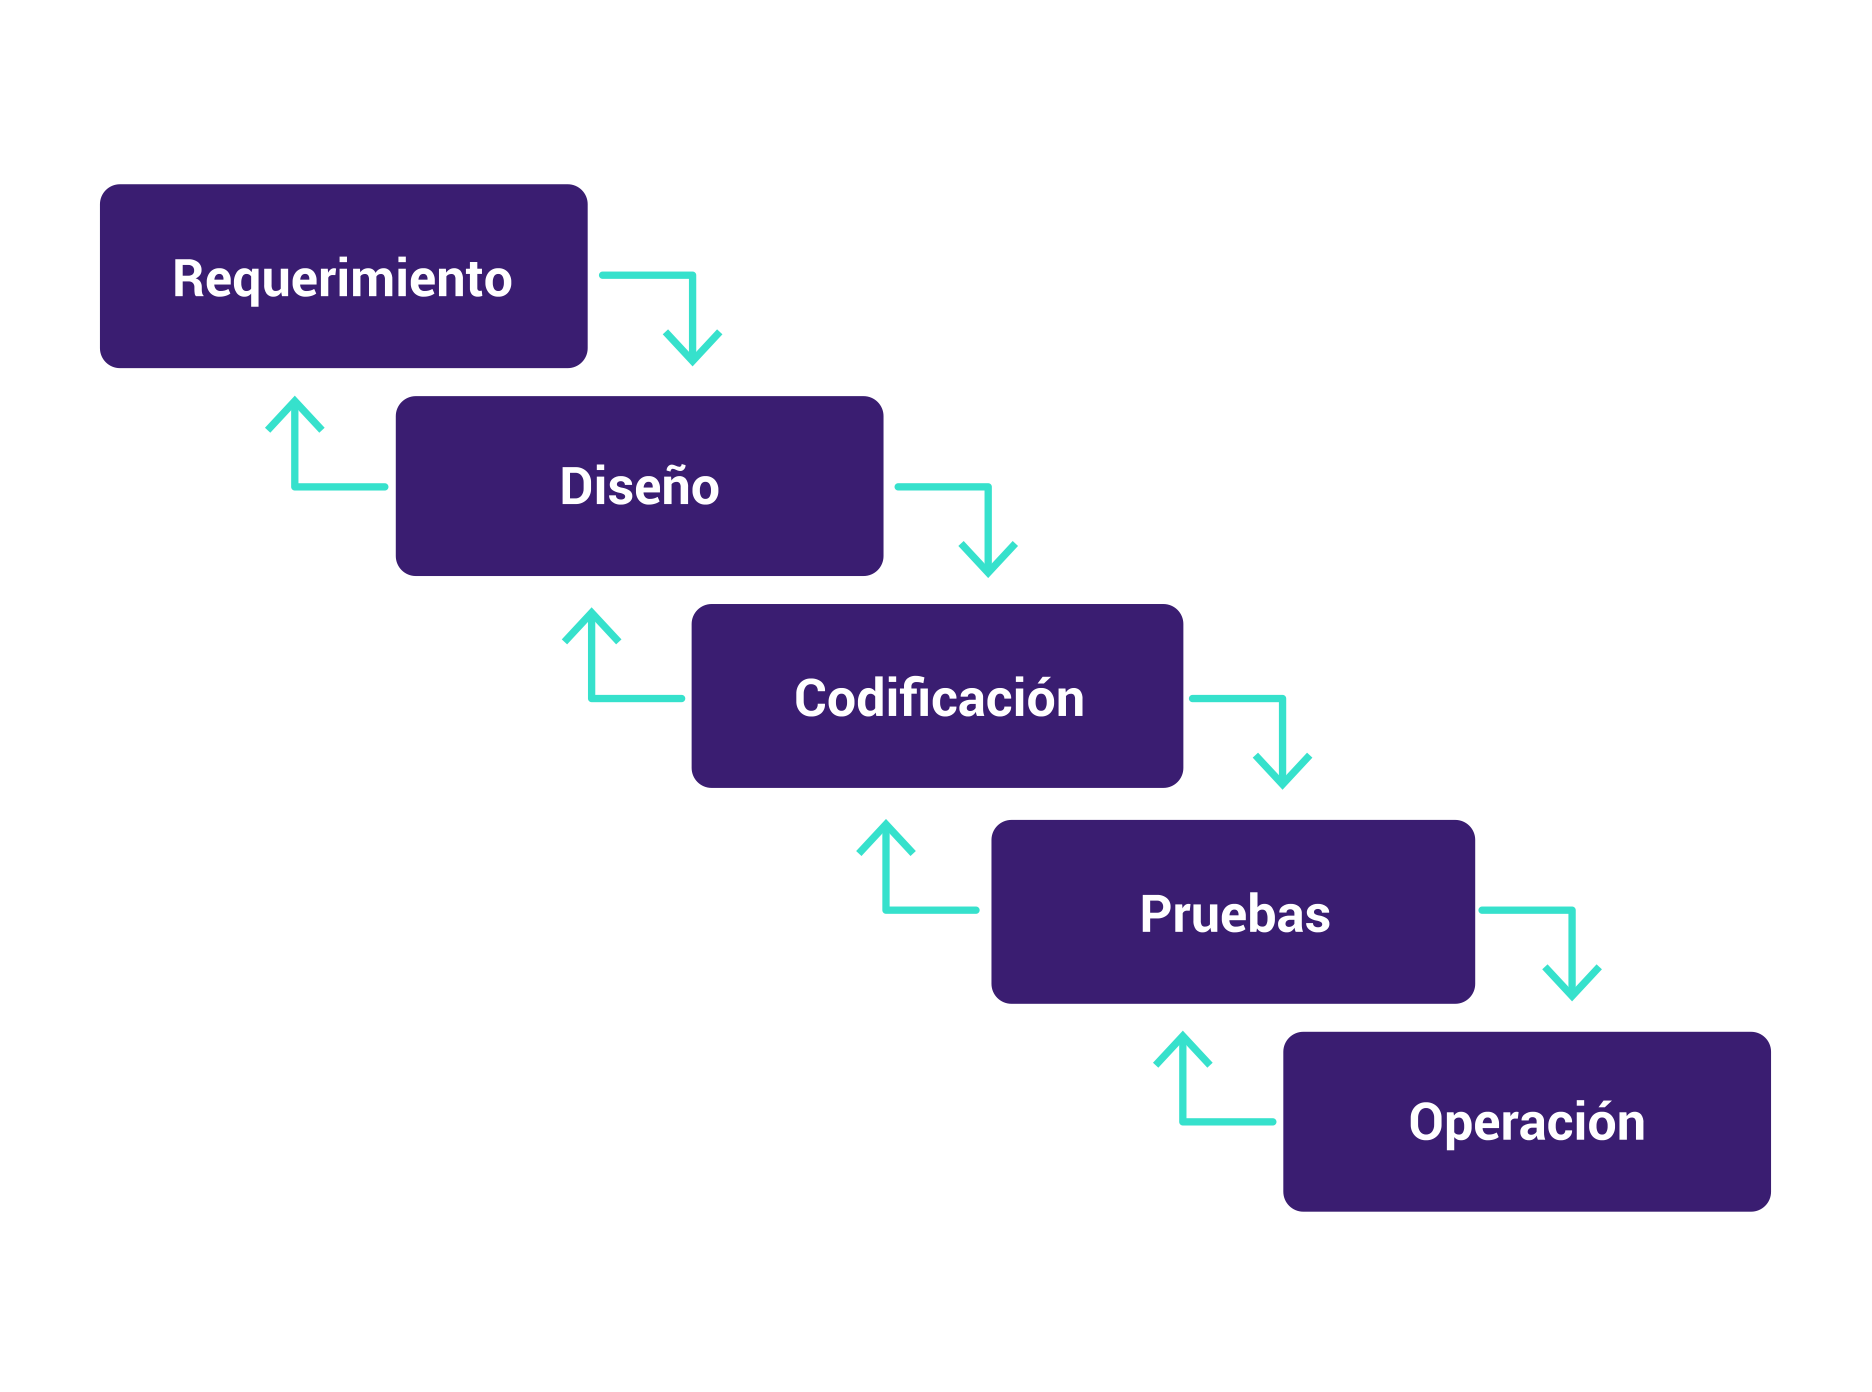 Requerimiento
Diseño
Codificación
Pruebas
Operación